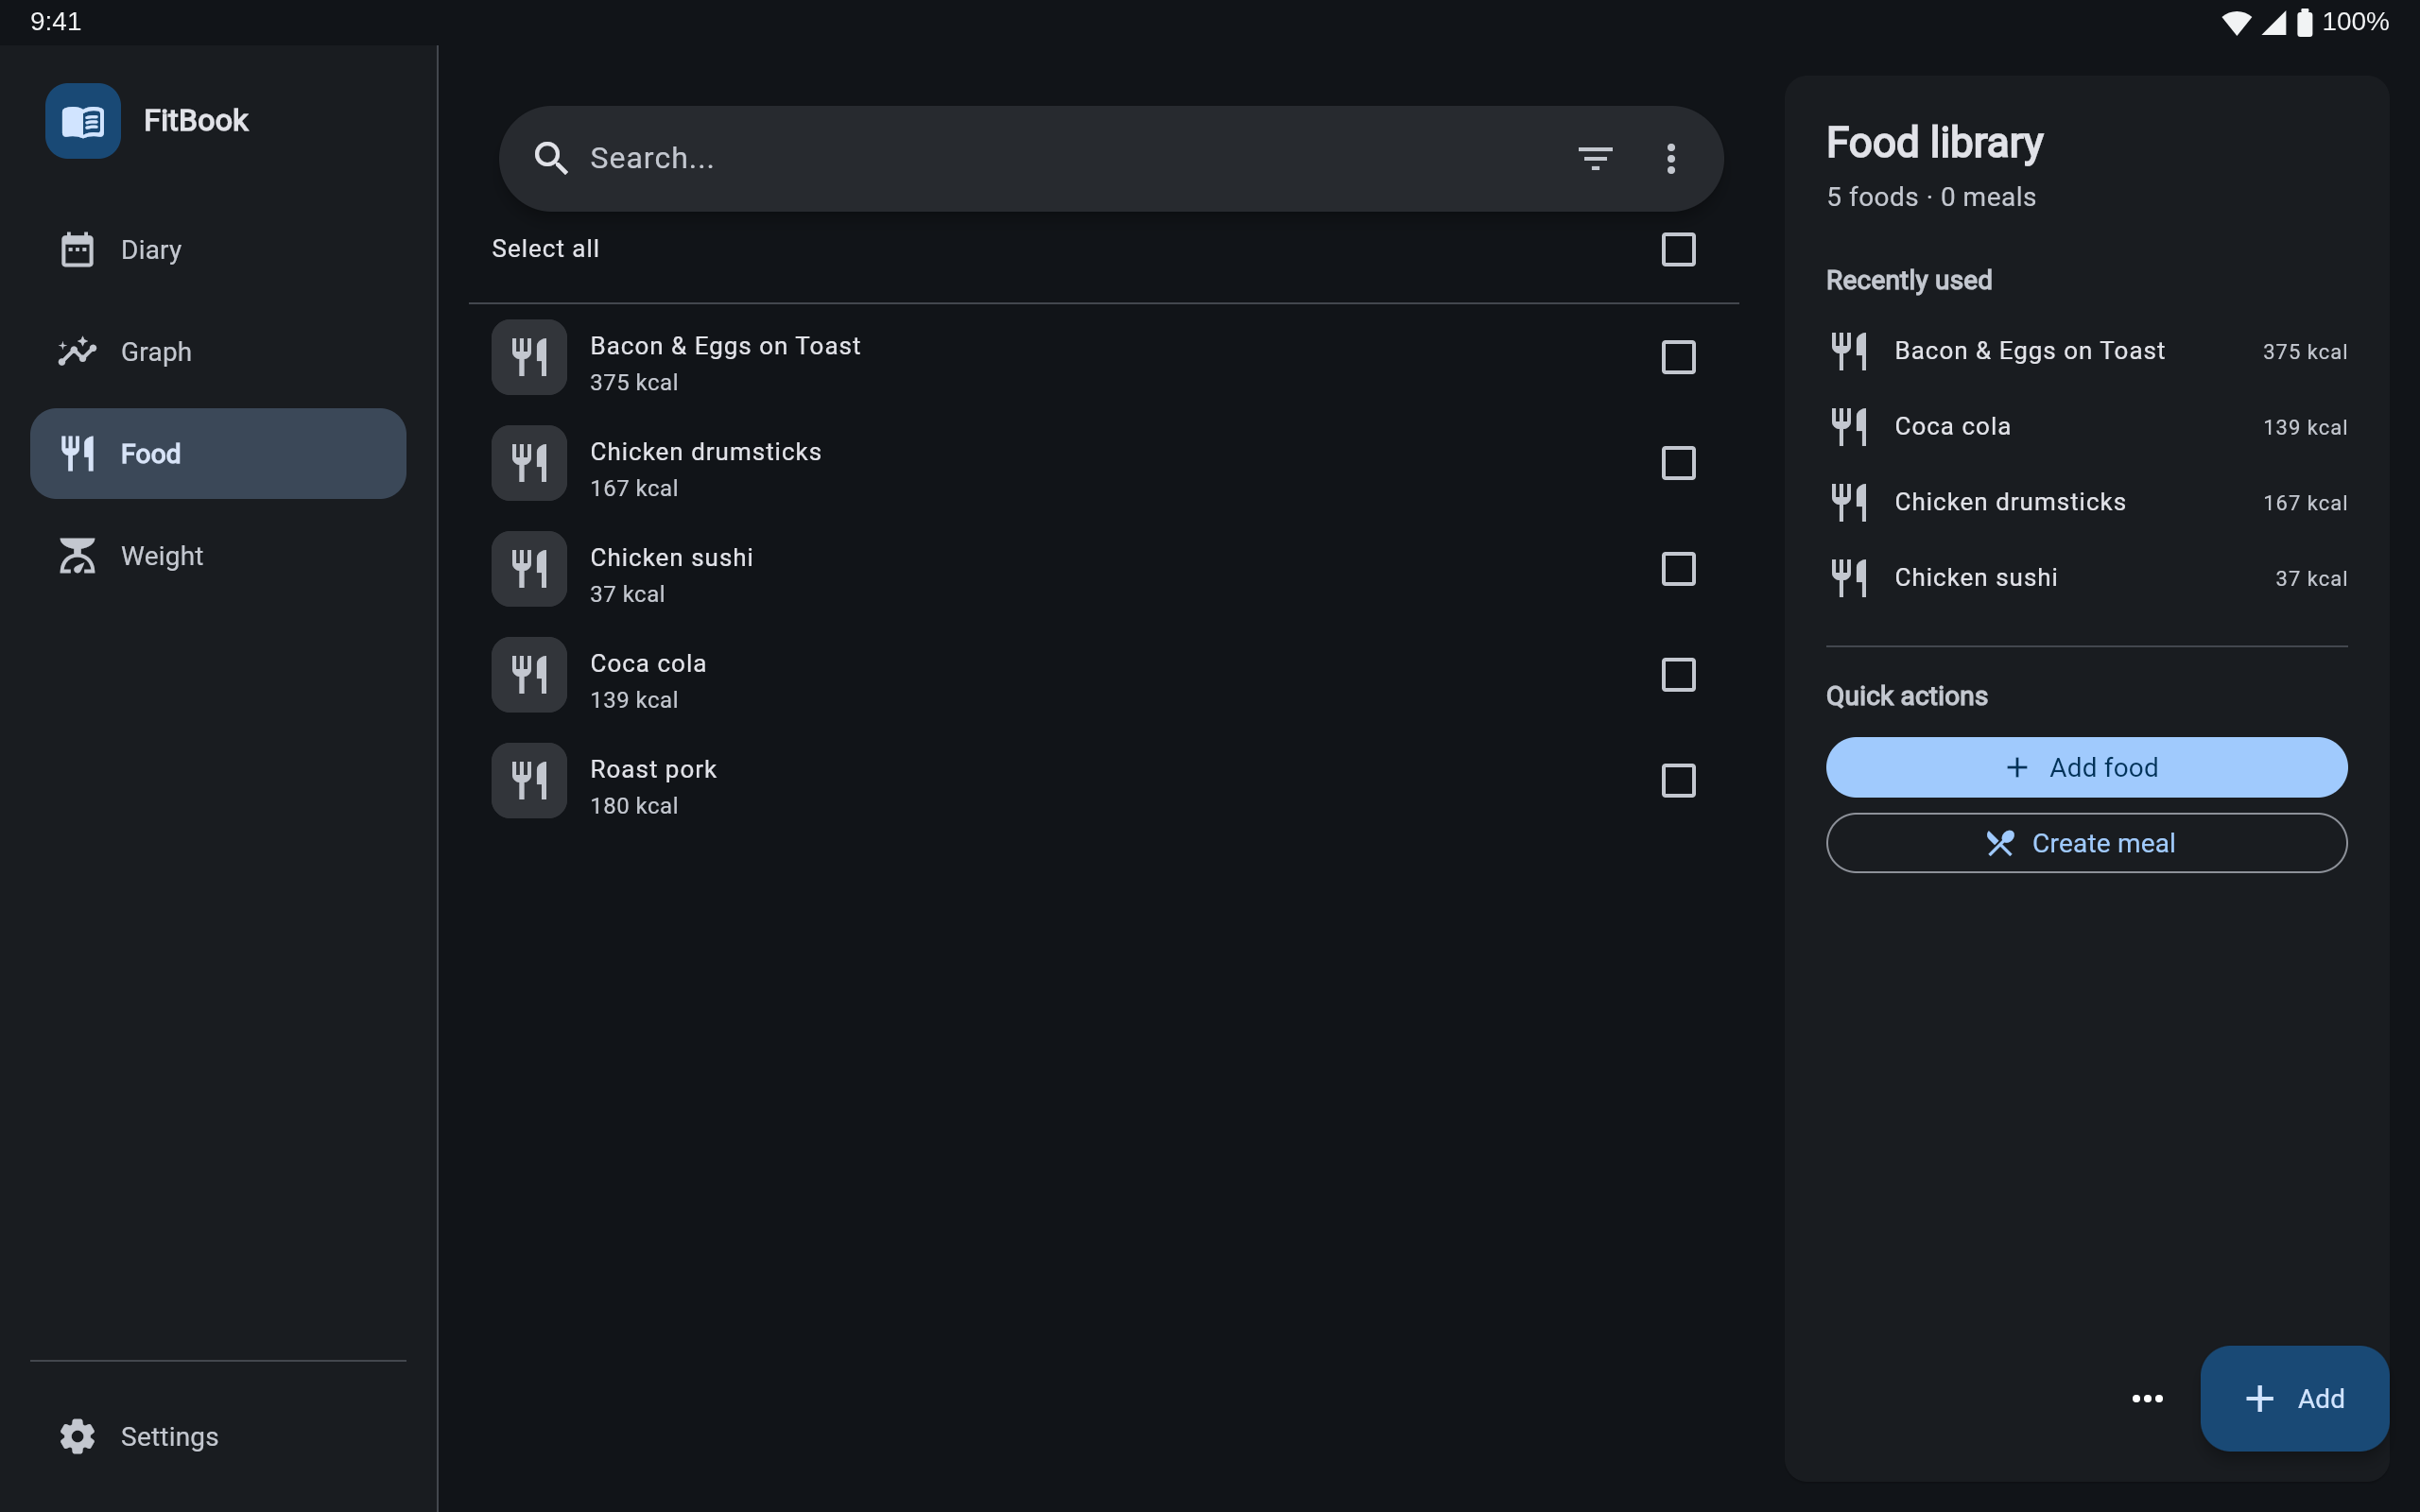 9:41
100%
FitBook
Diary
Graph
Food
Weight
Settings
Search...
Select all
Bacon & Eggs on Toast
375 kcal
Chicken drumsticks
167 kcal
Chicken sushi
37 kcal
Coca cola
139 kcal
Roast pork
180 kcal
Food library
5 foods · 0 meals
Recently used
Bacon & Eggs on Toast 375 kcal
Coca cola 139 kcal
Chicken drumsticks 167 kcal
Chicken sushi 37 kcal
Quick actions
Add food
Create meal
Add